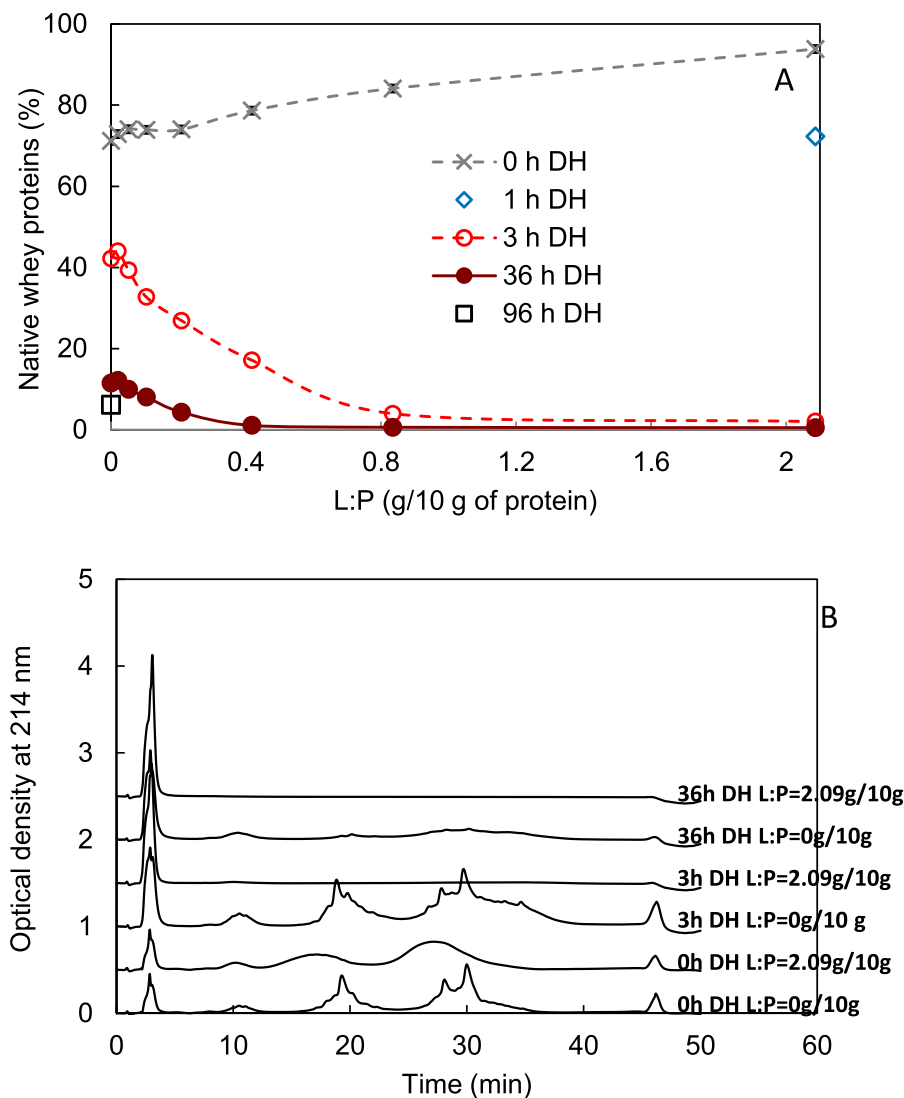 100
80
60
40
20
0
Native whey proteins (%)
A
0 h DH
1 h DH
3 h DH
36 h DH
96 h DH
0 0.4 0.8 1.2 1.6 2
L:P (g/10 g of protein)
5
4
3
2
1
0
Optical density at 214 nm
B
36h DH L:P=2.09g/10g
36h DH L:P=0g/10g
3h DH L:P=2.09g/10g
3h DH L:P=0g/10 g
0h DH L:P=2.09g/10g
0h DH L:P=0g/10g
0 10 20 30 40 50 60
Time (min)